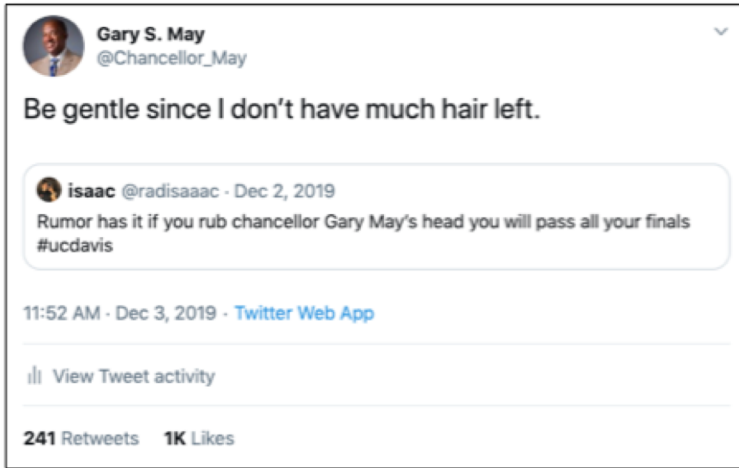 Gary S. May
@Chancellor_May
Be gentle since I don't have much hair left.
isaac @radisaaac · Dec 2, 2019
Rumor has it if you rub chancellor Gary May's head you will pass all your finals
#ucdavis
11:52 AM · Dec 3, 2019 · Twitter Web App
View Tweet activity
241 Retweets 1K Likes